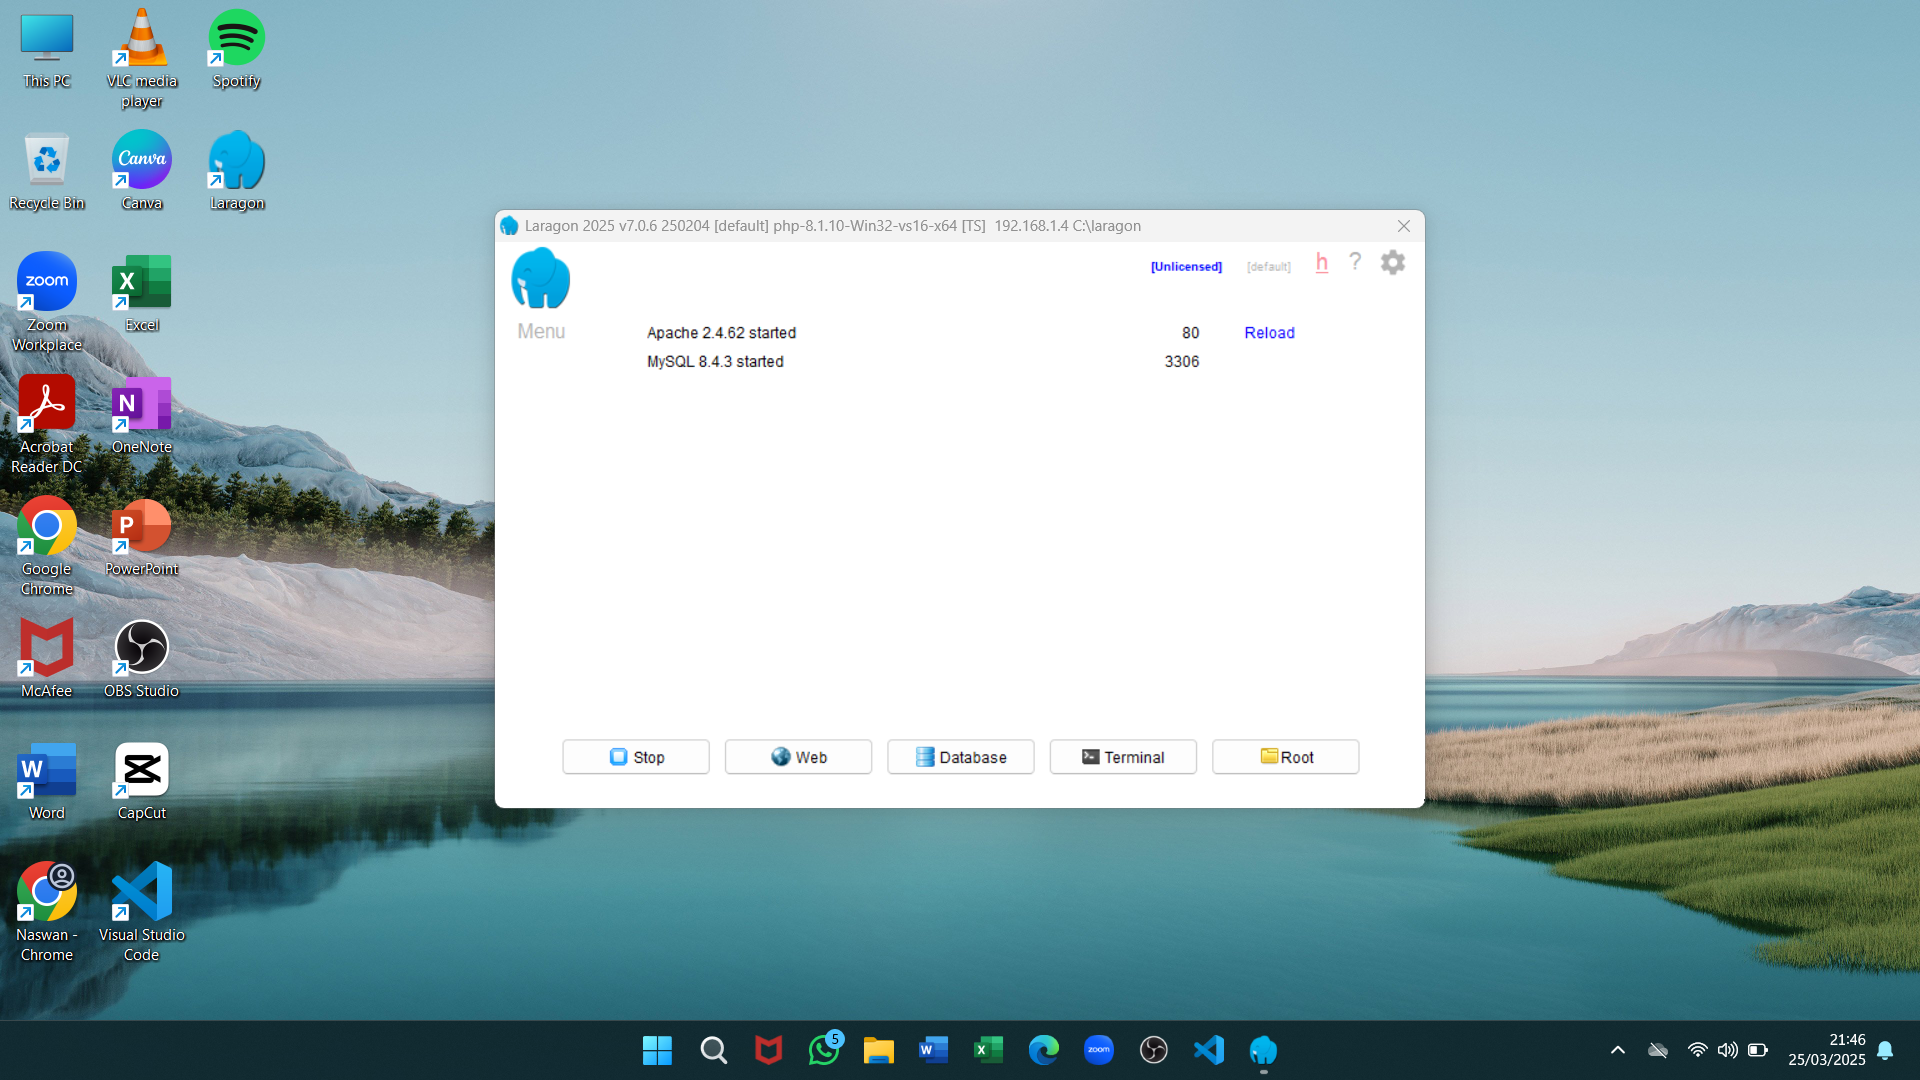 This PC
VLC media
player
Spotify
Recycle Bin
Canva
Canva
Laragon
zoom
Zoom
Workplace
X
Excel
Acrobat
Reader DC
N
OneNote
Google
Chrome
P
PowerPoint
McAfee
OBS Studio
W
Word
CapCut
Naswan -
Chrome
Visual Studio
Code
Laragon 2025 v7.0.6 250204 [default] php-8.1.10-Win32-vs16-x64 [TS]  192.168.1.4 C:\laragon
[Unlicensed] [default] h ?
Menu
Apache 2.4.62 started 80 Reload
MySQL 8.4.3 started 3306
Stop Web Database Terminal Root
5
W
X
zoom
21:46
25/03/2025